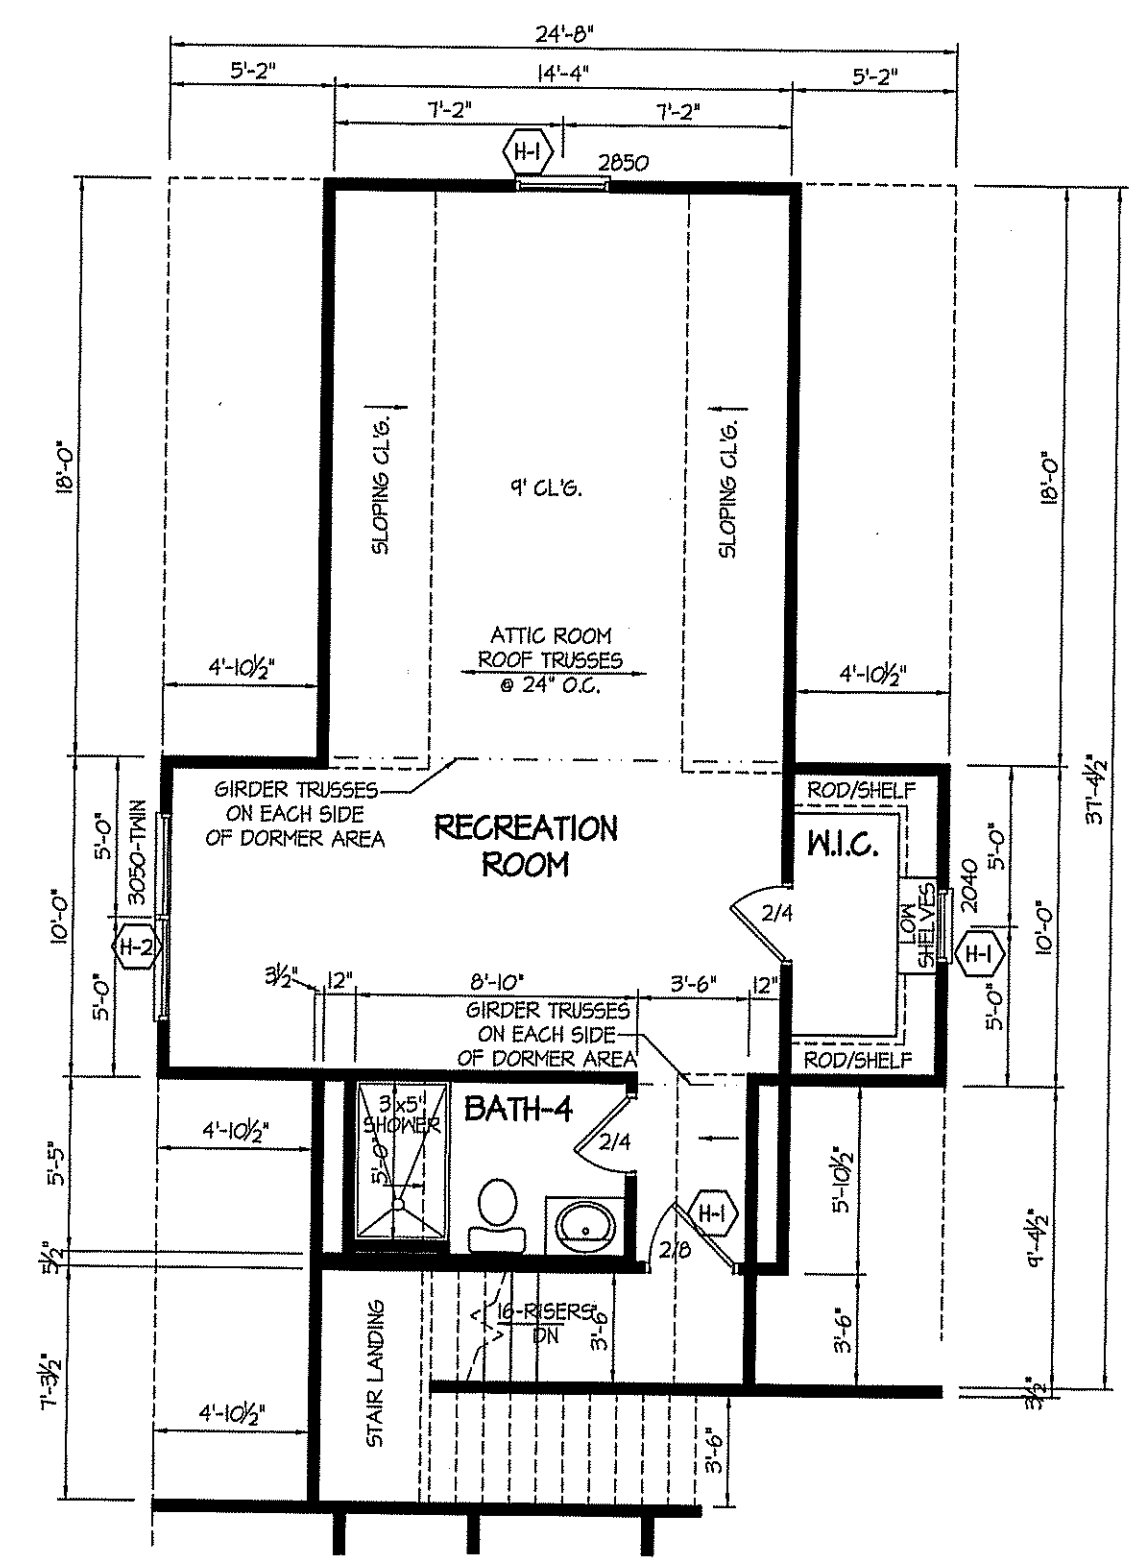 24'-8"
5'-2"
14'-4"
5'-2"
7'-2"
7'-2"
H-1
2850
18'-0"
SLOPING CL'G.
9' CL'G.
SLOPING CL'G.
18'-0"
ATTIC ROOM
ROOF TRUSSES
@ 24" O.C.
4'-10½"
4'-10½"
37'-4½"
GIRDER TRUSSES
ON EACH SIDE
OF DORMER AREA
RECREATION
ROOM
ROD/SHELF
W.I.C.
3050-TWIN
5'-0"
10'-0"
H-2
5'-0"
2/4
LOW
SHELVES
2040
5'-0"
10'-0"
H-1
5'-0"
3½"
12"
8'-10"
3'-6"
12"
GIRDER TRUSSES
ON EACH SIDE
OF DORMER AREA
ROD/SHELF
3'x5'
SHOWER
5'-0"
BATH-4
2/4
4'-10½"
5'-5"
5½"
H-1
2/8
5'-10½"
9'-4½"
16-RISERS
DN
3'-6"
3'-6"
STAIR LANDING
7'-3½"
4'-10½"
3'-6"
3½"